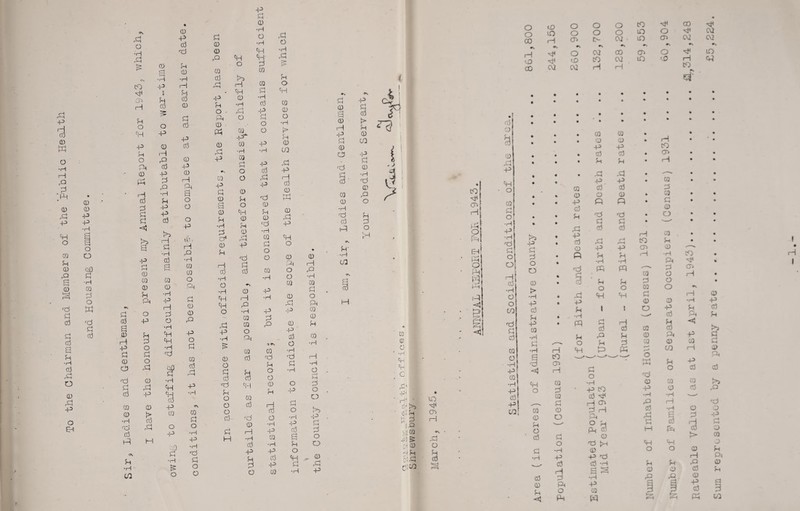 To the Chairman and Members of the Public Health
and Housing Committee.
Sir, Ladies and Gentlemen,
I have the honour to present my Annual Report for 1943, which,
owing to staffing difficulties mainly attributable to war-time
conditions, it has not been possible to complete at an earlier date.
In accordance with official requirements, the Report has been
curtailed as far as possible, and therefore consists chiefly of
statistical records; but it is considered that it contains sufficient
information to indicate the position of the Health Services for which
the County Council is responsible.
I am, Sir, Ladies and Gentlemen,
Your obedient Servant,
William Taylor
County Health Office,
Shrewsbury.
March, 1945.
ANNUAL REPORT FOR 1943.
Statistics and Social Conditions of the Area.
Area (in acres) of Administrative County ... 861,800
Population (Census 1931) ... 244,156
Estimated Population (for Birth and Death rates ... 260,900
Mid Year 1943 (Urban - for Birth and Death rates ... 132,700
(Rural - for Birth and Death rates ... 128,200
Number of Inhabited Houses (Census) 1931 ... 59,553
Number of Families or Separate Occupiers (Census) 1931 ... 60,904
Rateable Value (as at 1st April, 1943) ... £1,314,248
Sum represented by a penny rate ... £5,224.
-1-